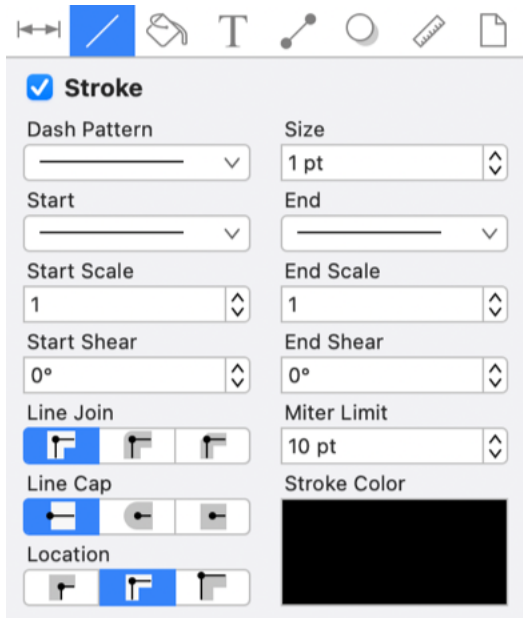 T
Stroke
Dash Pattern Size
1 pt
Start End
Start Scale End Scale
1 1
Start Shear End Shear
0° 0°
Line Join Miter Limit
10 pt
Line Cap Stroke Color
Location